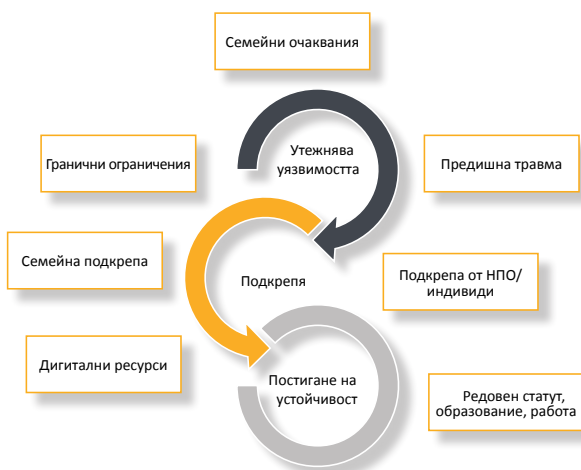 Семейни очаквания
Гранични ограничения
Утежнява
уязвимостта
Предишна травма
Семейна подкрепа
Подкрепя
Подкрепа от НПО/
индивиди
Дигитални ресурси
Постигане на
устойчивост
Редовен статут,
образование, работа